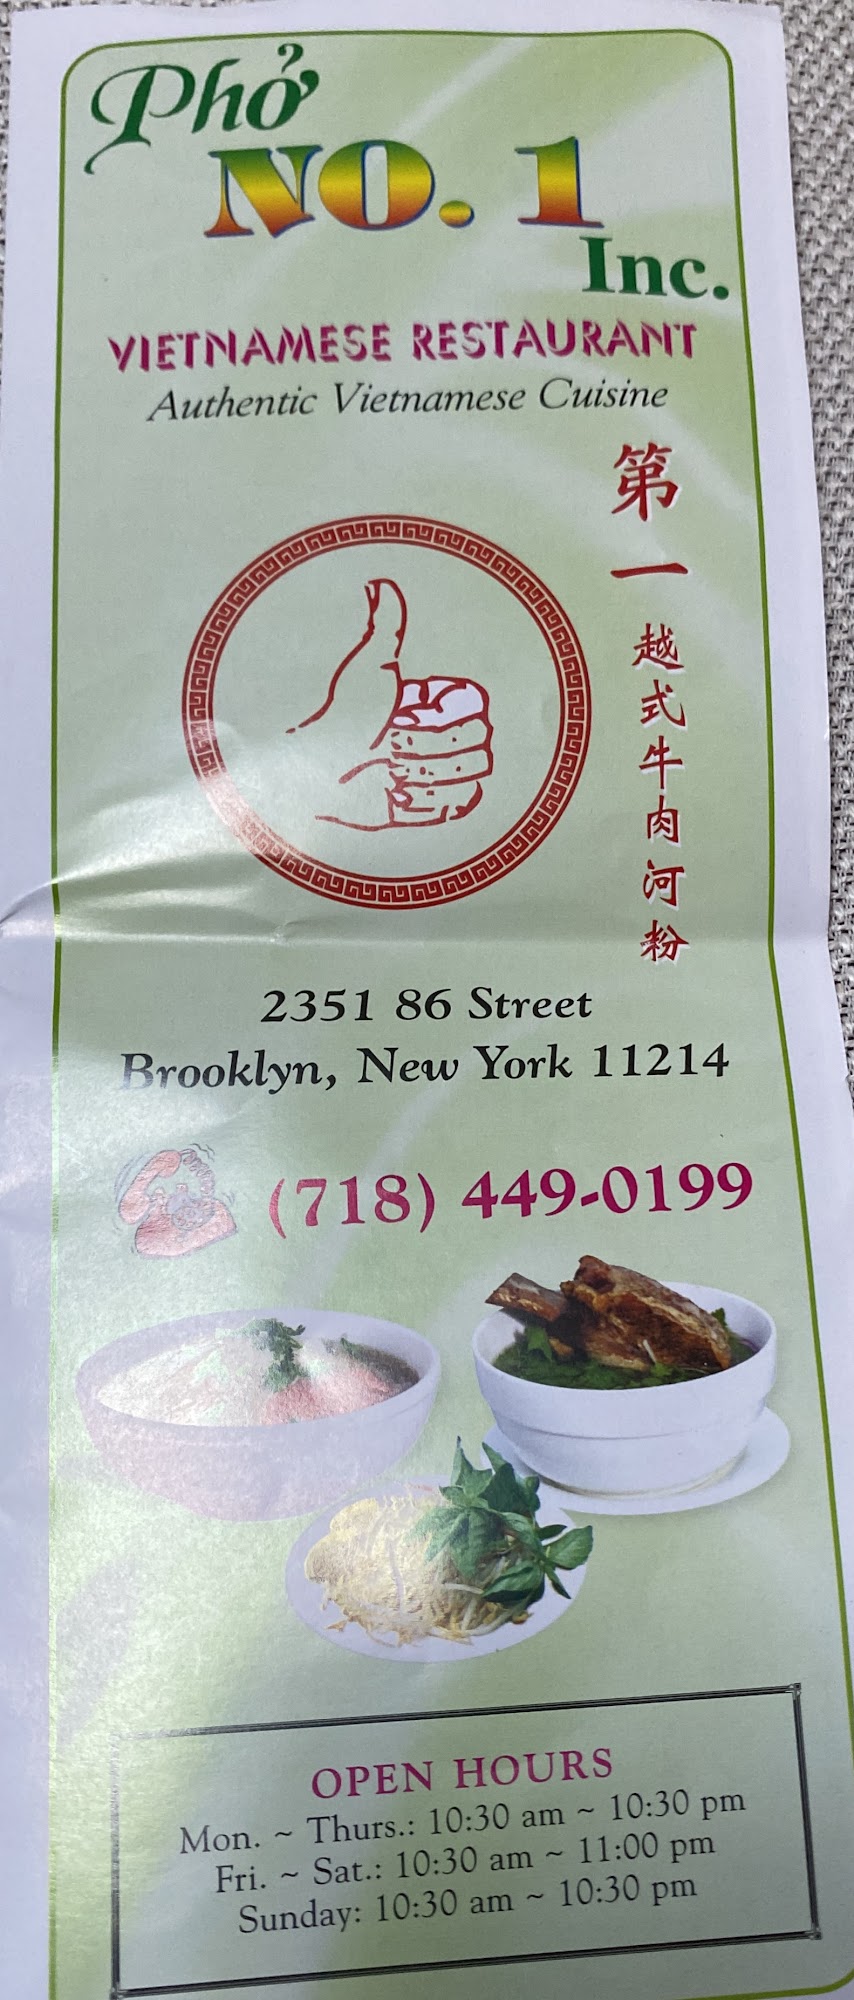 Phở
NO. 1
Inc.
VIETNAMESE RESTAURANT
Authentic Vietnamese Cuisine
第一越式牛肉河粉
2351 86 Street
Brooklyn, New York 11214
(718) 449-0199
OPEN HOURS
Mon. ~ Thurs.: 10:30 am ~ 10:30 pm
Fri. ~ Sat.: 10:30 am ~ 11:00 pm
Sunday: 10:30 am ~ 10:30 pm